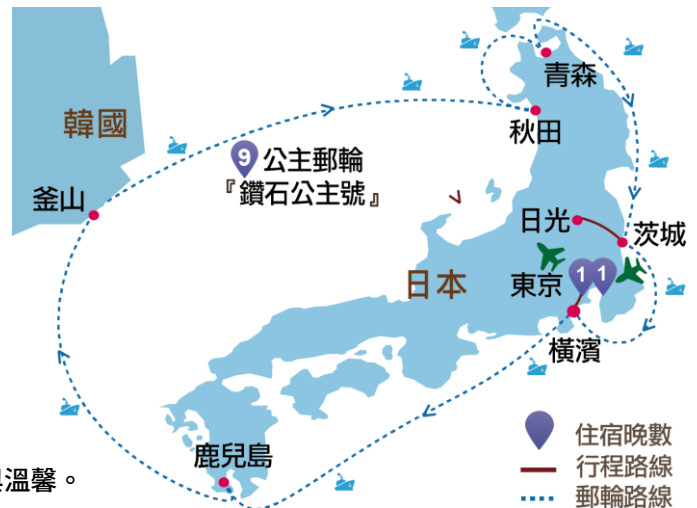 青森
韓國
秋田
9 公主郵輪
『鑽石公主號』
釜山
日光
茨城
日本
東京
1 1
橫濱
鹿兒島
溫馨。
住宿晚數
行程路線
郵輪路線